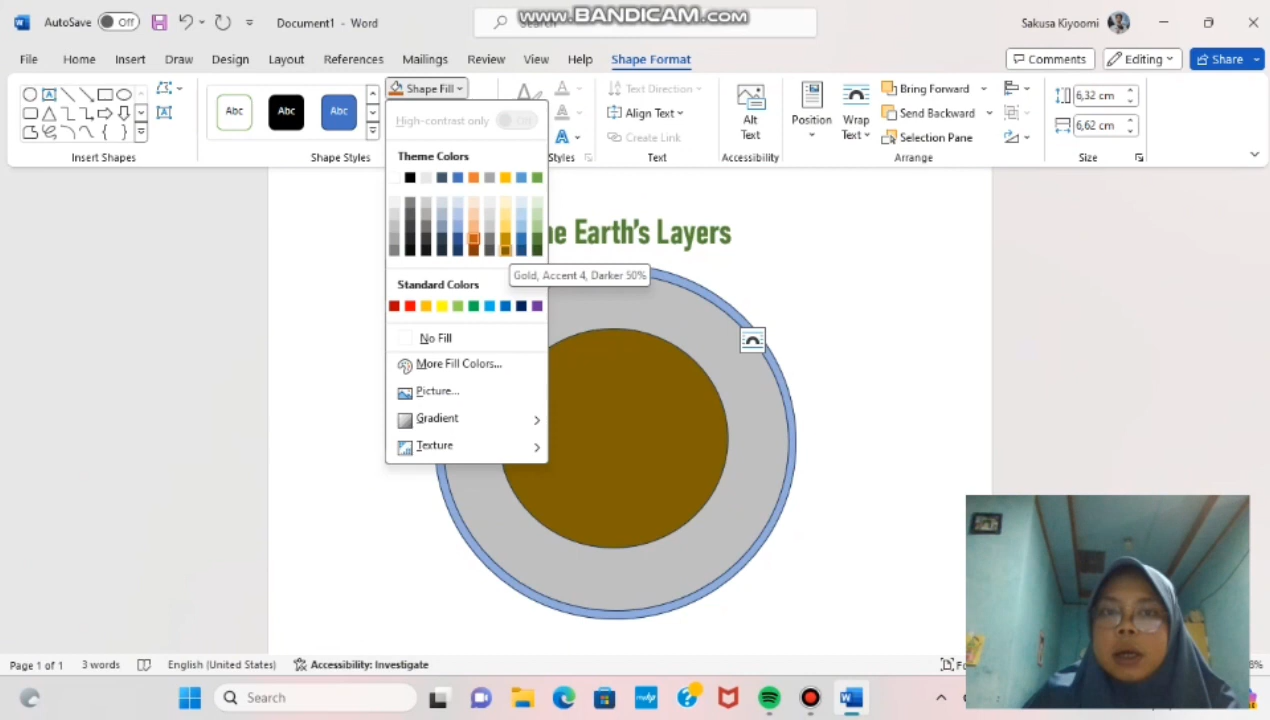 www.BANDICAM.com
AutoSave Off
Document1 - Word
Sakusa Kiyoomi
File Home Insert Draw Design Layout References Mailings Review View Help Shape Format
Comments Editing Share
Abc Abc Abc
Shape Fill
Text Direction
Align Text
Create Link
Alt Text
Position
Wrap Text
Bring Forward
Send Backward
Selection Pane
6,32 cm
6,62 cm
Insert Shapes Shape Styles Styles Text Accessibility Arrange Size
High-contrast only
Theme Colors
Gold, Accent 4, Darker 50%
Standard Colors
No Fill
More Fill Colors...
Picture...
Gradient
Texture
Earth's Layers
Page 1 of 1 3 words English (United States) Accessibility: Investigate
Search